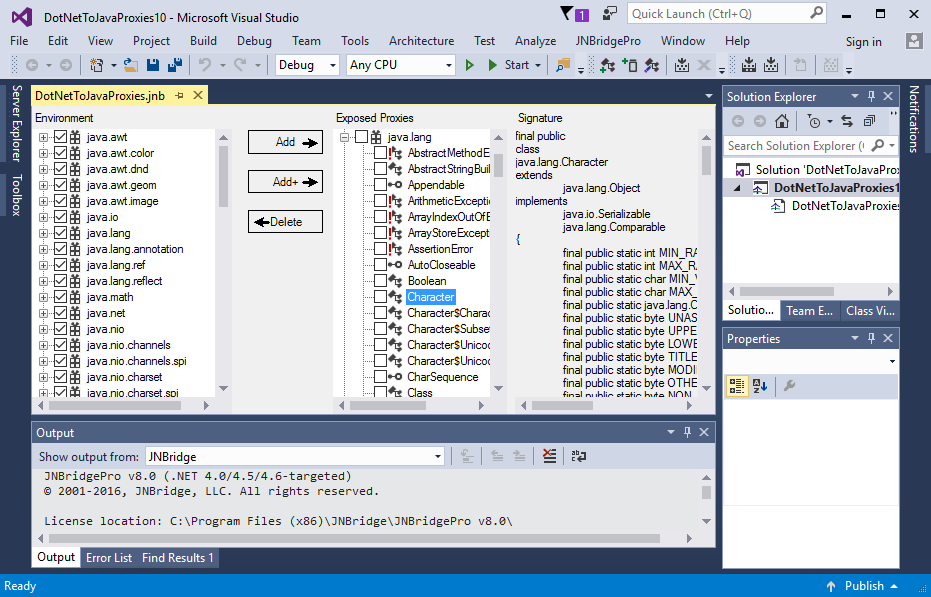 DotNetToJavaProxies10 - Microsoft Visual Studio
1
Quick Launch (Ctrl+Q)
File Edit View Project Build Debug Team Tools Architecture Test Analyze JNBridgePro Window Help Sign in
Debug Any CPU Start
Server Explorer
Toolbox
DotNetToJavaProxies.jnb
Environment
java.awt
java.awt.color
java.awt.dnd
java.awt.geom
java.awt.image
java.io
java.lang
java.lang.annotation
java.lang.ref
java.lang.reflect
java.math
java.net
java.nio
java.nio.channels
java.nio.channels.spi
java.nio.charset
java.nio.charset.spi
Add
Add+
Delete
Exposed Proxies
java.lang
AbstractMethodE
AbstractStringBuil
Appendable
ArithmeticExcepti
ArrayIndexOutOfB
ArrayStoreExcept
AssertionError
AutoCloseable
Boolean
Character
Character$Charac
Character$Subse
Character$Unicoc
Character$Unicoc
CharSequence
Class
Signature
final public
class
java.lang.Character
extends
java.lang.Object
implements
java.io.Serializable
java.lang.Comparable
{
final public static int MIN_RA
final public static int MAX_RA
final public static char MIN_V
final public static char MAX_
final public static java.lang.C
final public static byte UNAS
final public static byte UPPE
final public static byte LOWE
final public static byte TITLE
final public static byte MODI
final public static byte OTHE
final public static byte NON
Solution Explorer
Search Solution Explorer (
Solution 'DotNetToJavaProx
DotNetToJavaProxies1
DotNetToJavaProxies
Solutio... Team E... Class Vi...
Notifications
Properties
Output
Show output from: JNBridge
JNBridgePro v8.0 (.NET 4.0/4.5/4.6-targeted)
© 2001-2016, JNBridge, LLC. All rights reserved.
License location: C:\Program Files (x86)\JNBridge\JNBridgePro v8.0\
Output Error List Find Results 1
Ready
Publish